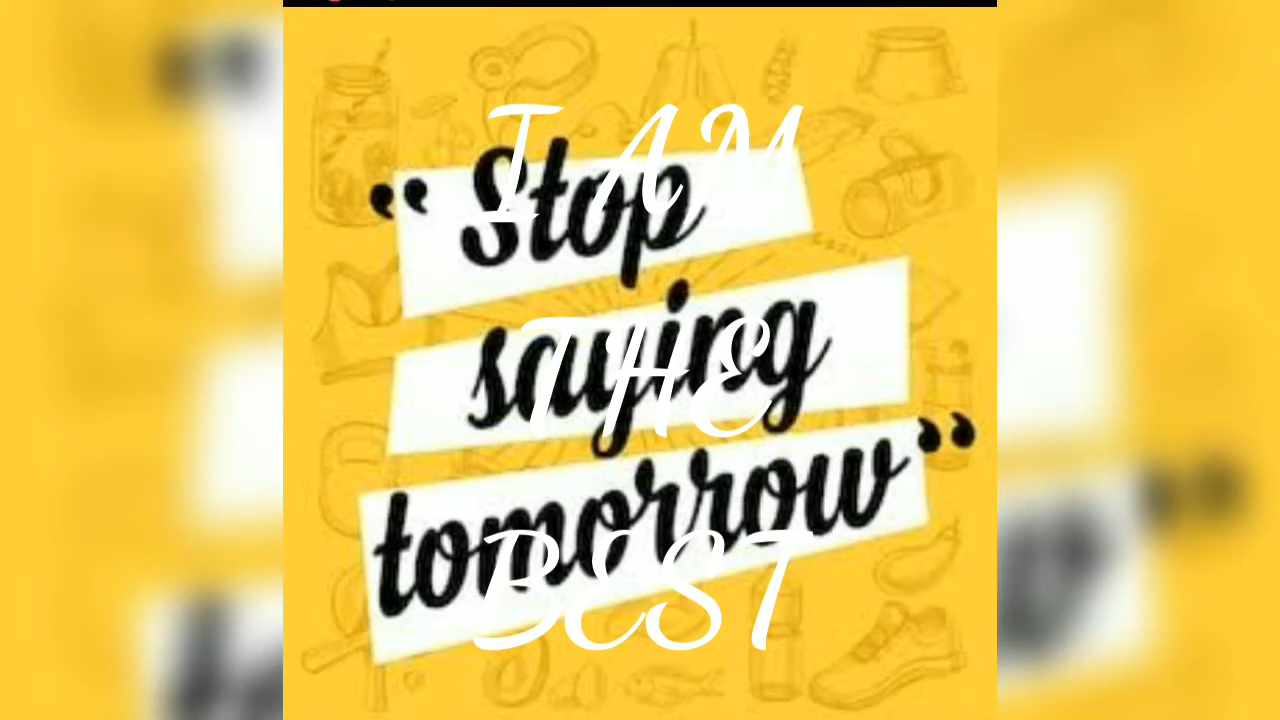 I AM
“Stop
THE
saying
tomorrow”
BEST